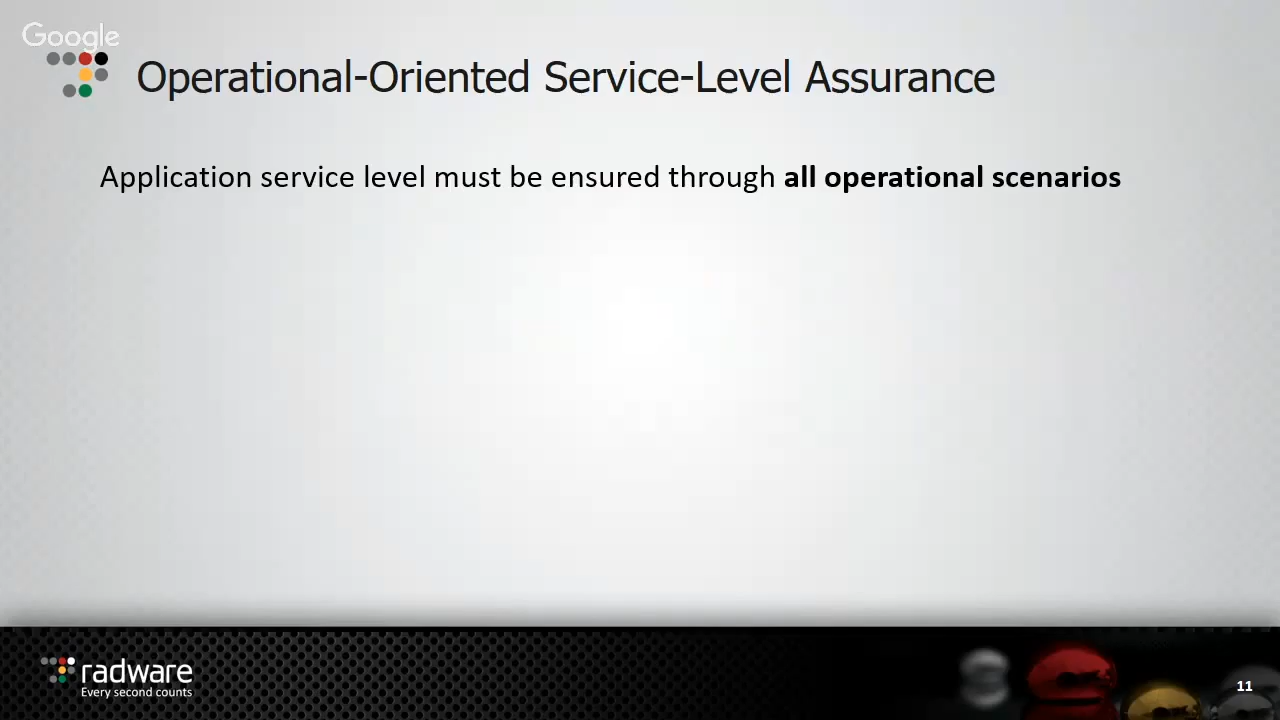 Google
Operational-Oriented Service-Level Assurance
Application service level must be ensured through all operational scenarios
radware
Every second counts
11